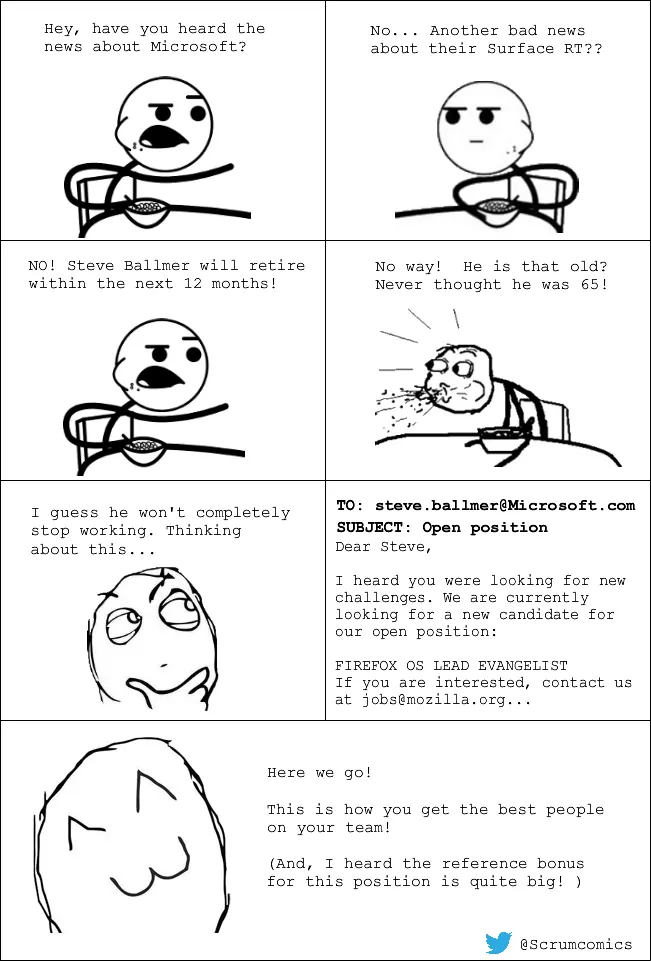 Hey, have you heard the
news about Microsoft?
No... Another bad news
about their Surface RT??
NO! Steve Ballmer will retire
within the next 12 months!
No way!  He is that old?
Never thought he was 65!
I guess he won't completely
stop working. Thinking
about this...
TO: steve.ballmer@Microsoft.com
SUBJECT: Open position
Dear Steve,
I heard you were looking for new
challenges. We are currently
looking for a new candidate for
our open position:
FIREFOX OS LEAD EVANGELIST
If you are interested, contact us
at jobs@mozilla.org...
Here we go!
This is how you get the best people
on your team!
(And, I heard the reference bonus
for this position is quite big! )
@Scrumcomics